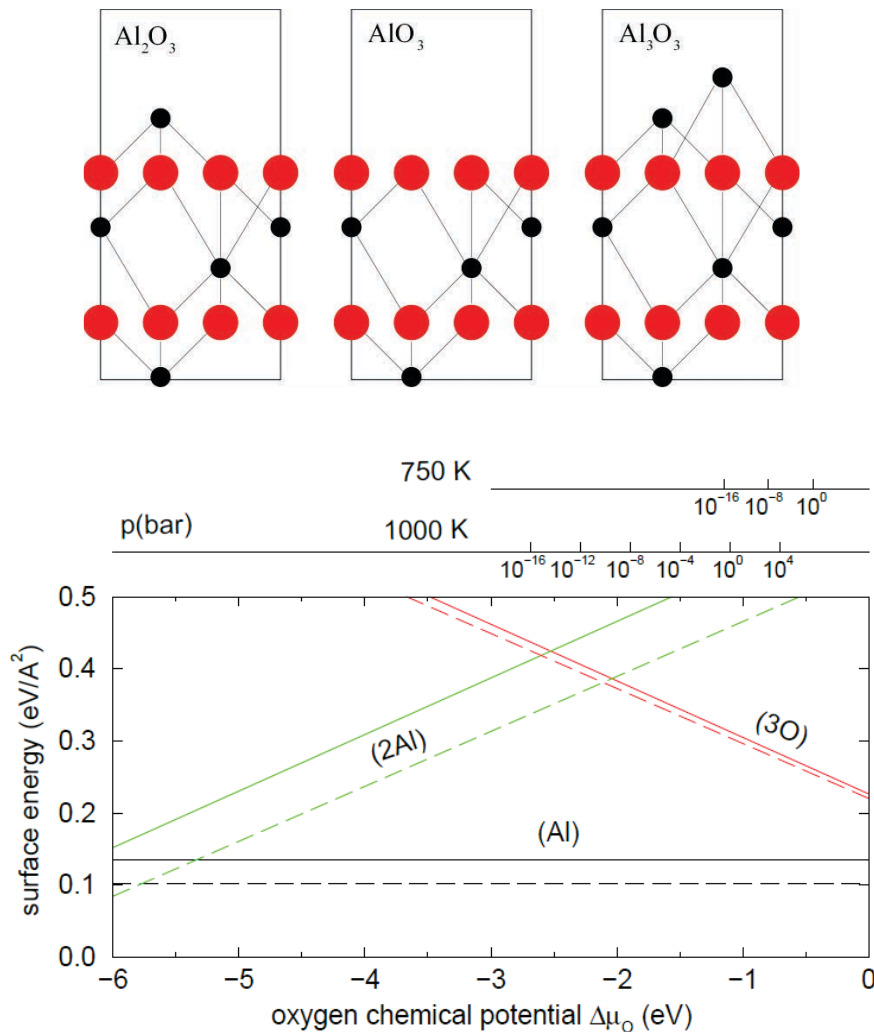 Al₂O₃ AlO₃ Al₃O₃
750 K
10⁻¹⁶ 10⁻⁸ 10⁰
p(bar) 1000 K
10⁻¹⁶ 10⁻¹² 10⁻⁸ 10⁻⁴ 10⁰ 10⁴
0.5
0.4
(2Al) (3O)
0.3
0.2
(Al)
0.1
0.0
surface energy (eV/A²)
−6 −5 −4 −3 −2 −1 0
oxygen chemical potential Δμ_O (eV)